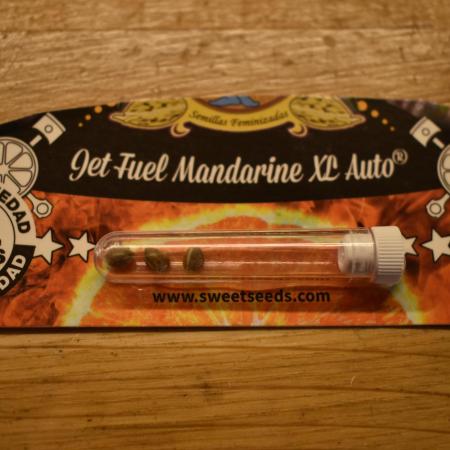 Semillas Feminizadas
Jet Fuel Mandarine XL Auto®
EDAD
DAD
www.sweetseeds.com